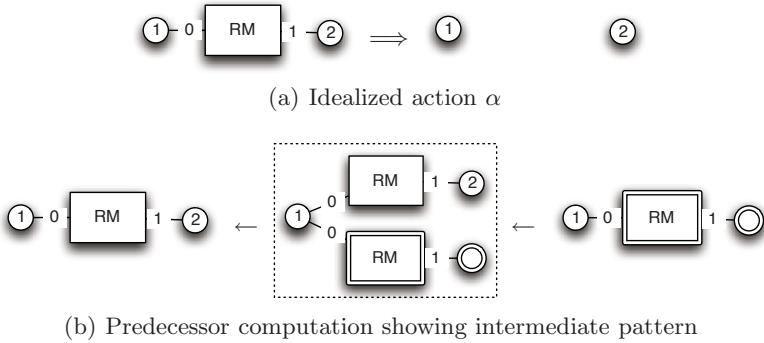 1 0 RM 1 2 ⟹ 1 2
(a) Idealized action α
0 RM 1 2
1 0 RM 1 2 ← 1 ← 1 0 RM 1
0 RM 1
(b) Predecessor computation showing intermediate pattern